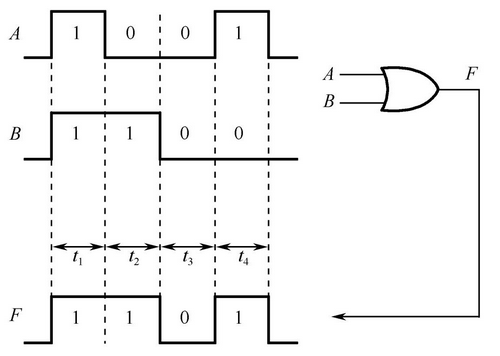 A 1 0 0 1
A F
B
B 1 1 0 0
t₁ t₂ t₃ t₄
F 1 1 0 1